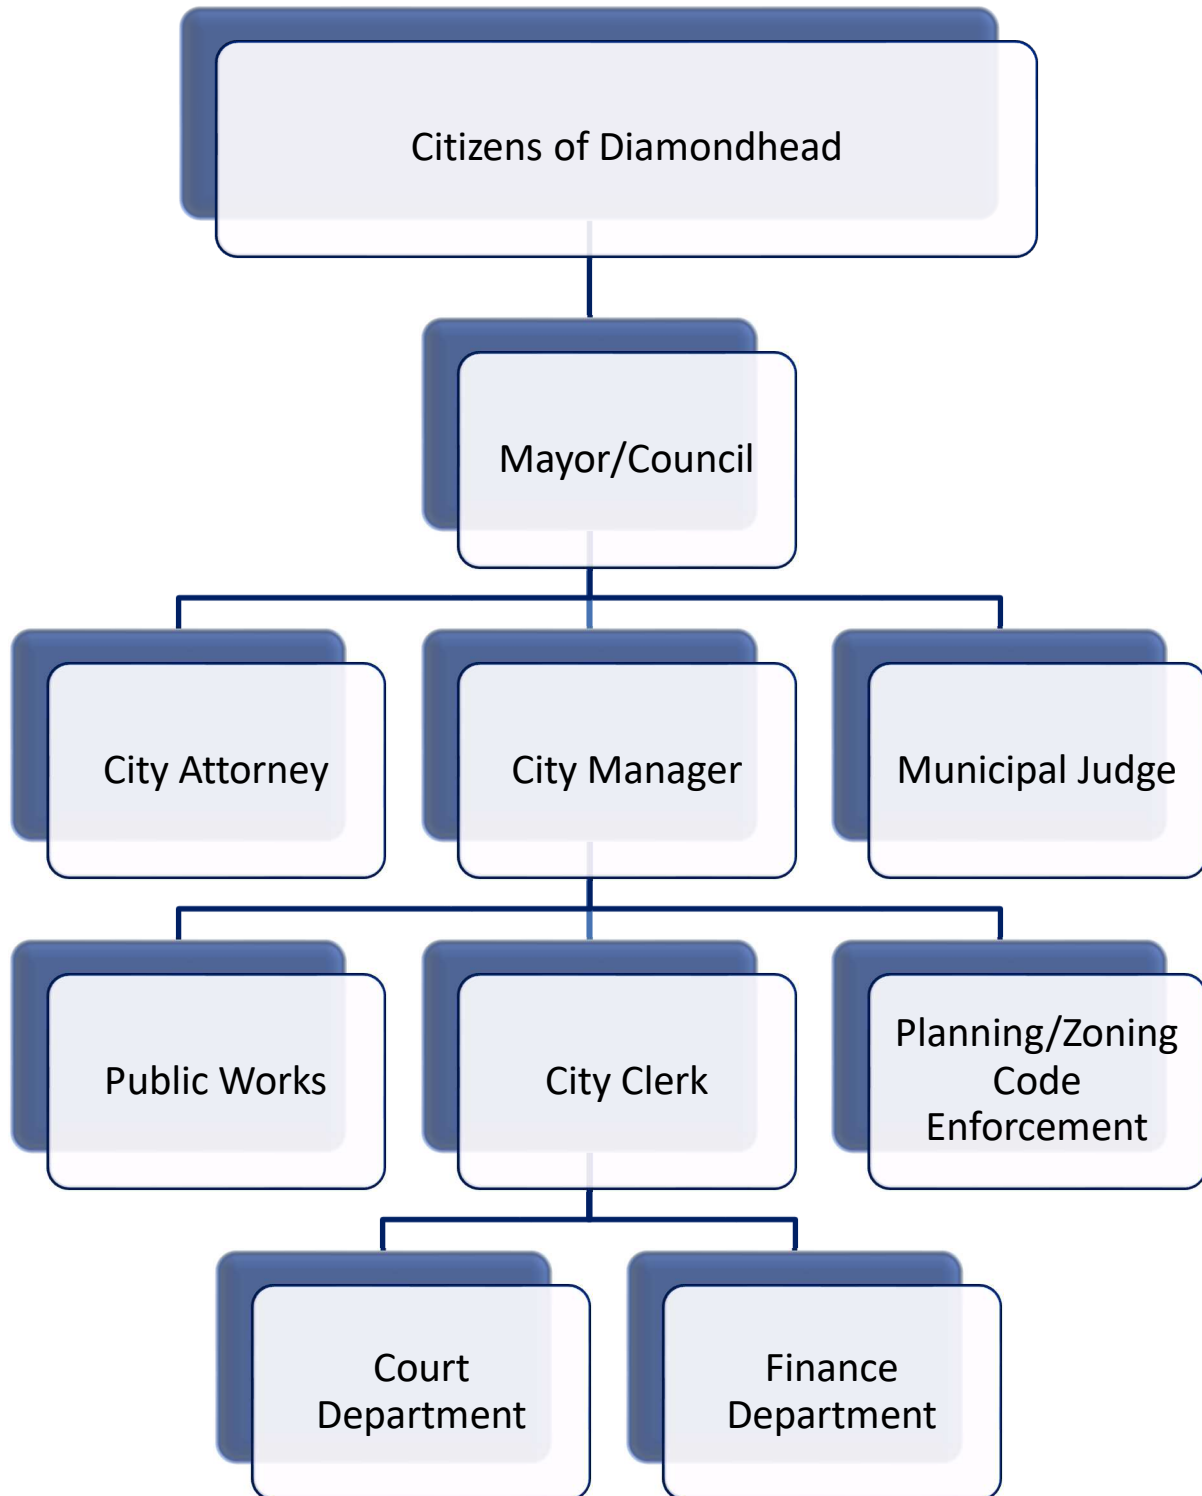 Citizens of Diamondhead
Mayor/Council
City Attorney
City Manager
Municipal Judge
Public Works
City Clerk
Planning/Zoning
Code
Enforcement
Court
Department
Finance
Department